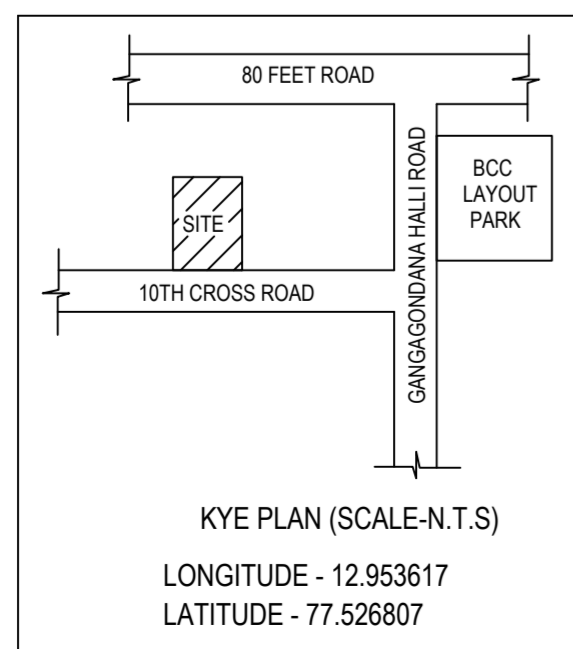 80 FEET ROAD
GANGAGONDANA HALLI ROAD
BCC
LAYOUT
PARK
SITE
10TH CROSS ROAD
KYE PLAN (SCALE-N.T.S)
LONGITUDE - 12.953617
LATITUDE - 77.526807